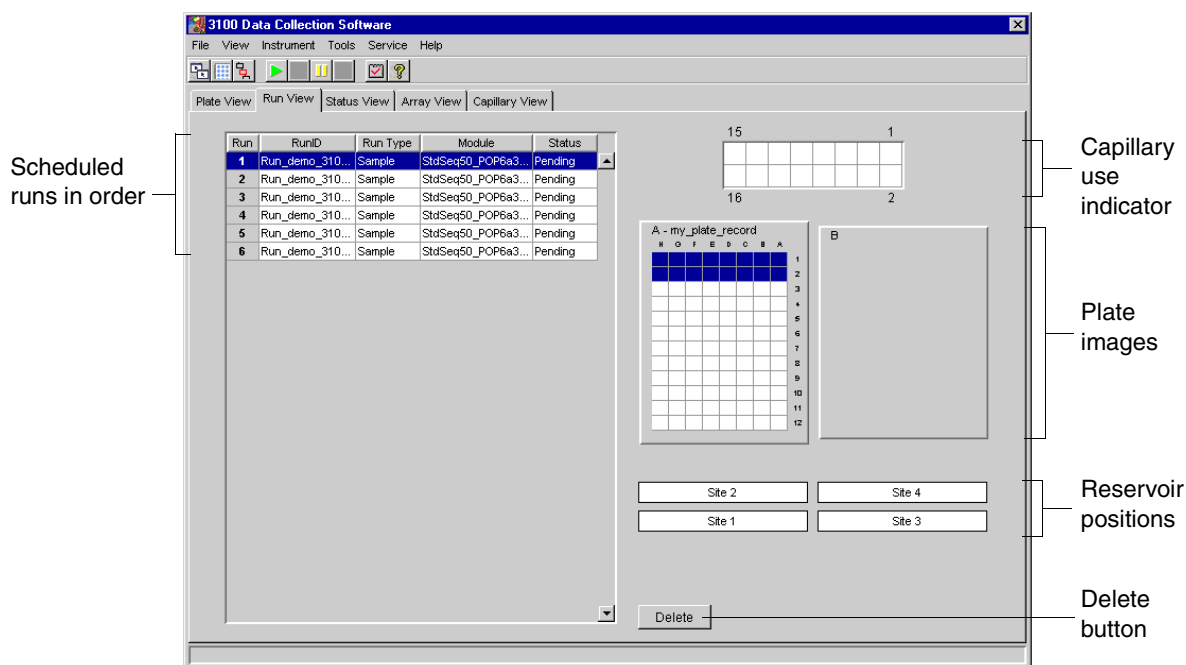 3100 Data Collection Software
File View Instrument Tools Service Help
Plate View Run View Status View Array View Capillary View
Scheduled
runs in order
Run RunID Run Type Module Status
1 Run_demo_310... Sample StdSeq50_POP6a3... Pending
2 Run_demo_310... Sample StdSeq50_POP6a3... Pending
3 Run_demo_310... Sample StdSeq50_POP6a3... Pending
4 Run_demo_310... Sample StdSeq50_POP6a3... Pending
5 Run_demo_310... Sample StdSeq50_POP6a3... Pending
6 Run_demo_310... Sample StdSeq50_POP6a3... Pending
15 1
16 2
Capillary
use
indicator
A - my_plate_record
H G F E D C B A
1
2
3
4
5
6
7
8
9
10
11
12
B
Plate
images
Site 2 Site 4
Site 1 Site 3
Reservoir
positions
Delete
Delete
button